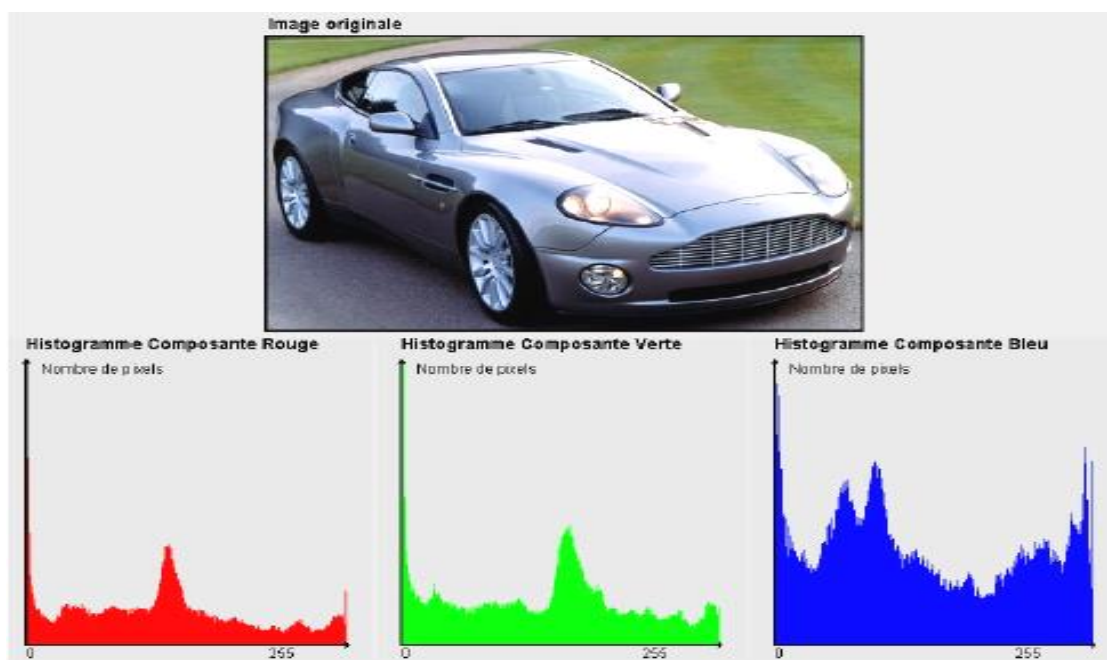 Image originale
Histogramme Composante Rouge
Nombre de pixels
0
255
Histogramme Composante Verte
Nombre de pixels
0
255
Histogramme Composante Bleu
Nombre de pixels
0
255